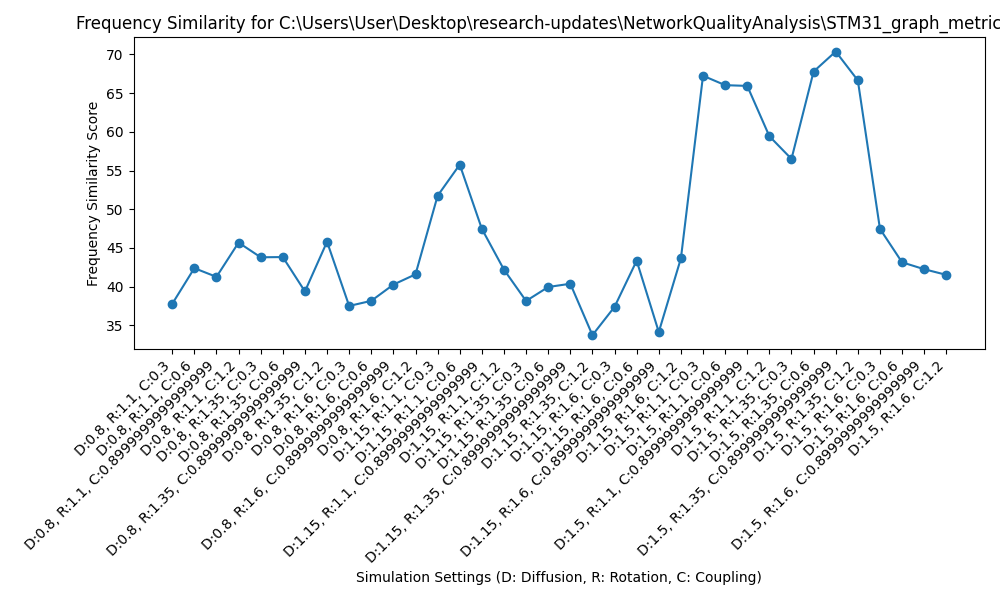 Frequency Similarity for C:\Users\User\Desktop\research-updates\NetworkQualityAnalysis\STM31_graph_metric
Frequency Similarity Score
70
65
60
55
50
45
40
35
D:0.8, R:1.1, C:0.3
D:0.8, R:1.1, C:0.6
D:0.8, R:1.1, C:0.8999999999999999
D:0.8, R:1.1, C:1.2
D:0.8, R:1.35, C:0.3
D:0.8, R:1.35, C:0.6
D:0.8, R:1.35, C:0.8999999999999999
D:0.8, R:1.35, C:1.2
D:0.8, R:1.6, C:0.3
D:0.8, R:1.6, C:0.6
D:0.8, R:1.6, C:0.8999999999999999
D:0.8, R:1.6, C:1.2
D:1.15, R:1.1, C:0.3
D:1.15, R:1.1, C:0.6
D:1.15, R:1.1, C:0.8999999999999999
D:1.15, R:1.1, C:1.2
D:1.15, R:1.35, C:0.3
D:1.15, R:1.35, C:0.6
D:1.15, R:1.35, C:0.8999999999999999
D:1.15, R:1.35, C:1.2
D:1.15, R:1.6, C:0.3
D:1.15, R:1.6, C:0.6
D:1.15, R:1.6, C:0.8999999999999999
D:1.15, R:1.6, C:1.2
D:1.5, R:1.1, C:0.3
D:1.5, R:1.1, C:0.6
D:1.5, R:1.1, C:0.8999999999999999
D:1.5, R:1.1, C:1.2
D:1.5, R:1.35, C:0.3
D:1.5, R:1.35, C:0.6
D:1.5, R:1.35, C:0.8999999999999999
D:1.5, R:1.35, C:1.2
D:1.5, R:1.6, C:0.3
D:1.5, R:1.6, C:0.6
D:1.5, R:1.6, C:0.8999999999999999
D:1.5, R:1.6, C:1.2
Simulation Settings (D: Diffusion, R: Rotation, C: Coupling)